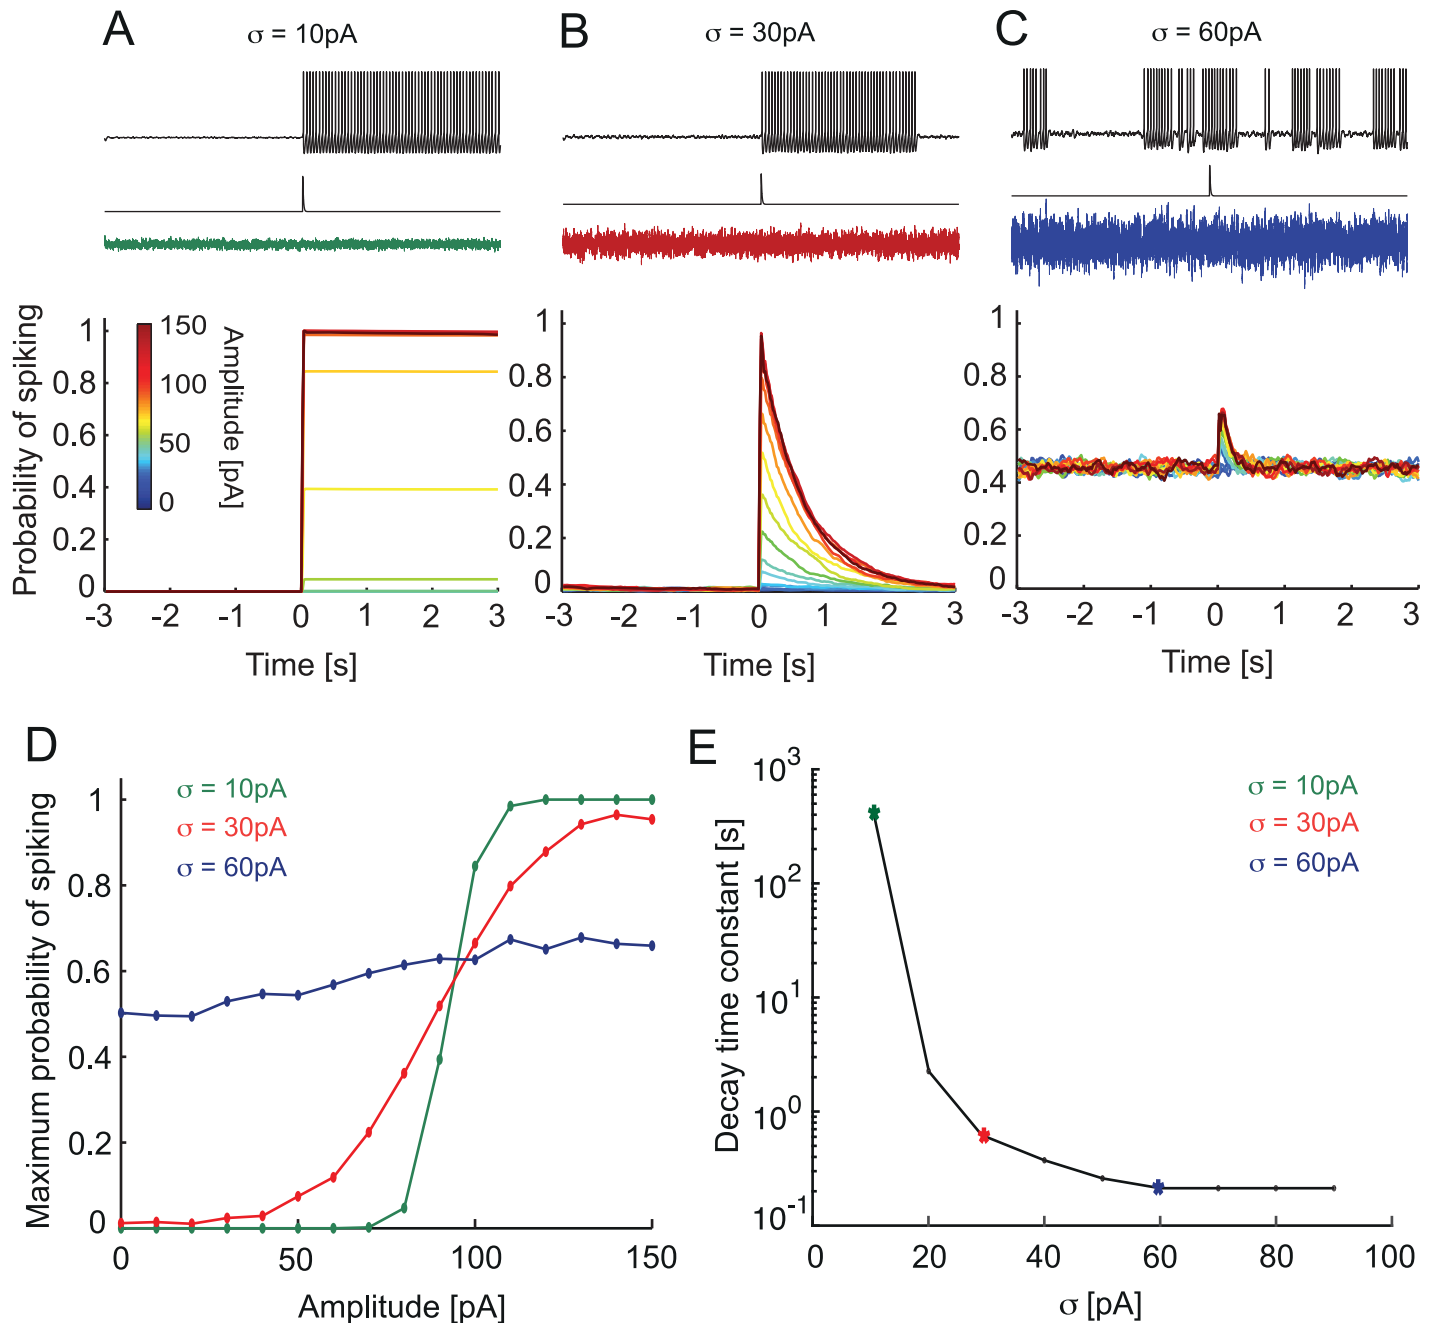 A
σ = 10pA
B
σ = 30pA
C
σ = 60pA
Probability of spiking
1
0.8
0.6
0.4
0.2
0
150
100
50
0
Amplitude [pA]
-3
-2
-1
0
1
2
3
Time [s]
1
0.8
0.6
0.4
0.2
0
-3
-2
-1
0
1
2
3
Time [s]
1
0.8
0.6
0.4
0.2
0
-3
-2
-1
0
1
2
3
Time [s]
D
σ = 10pA
σ = 30pA
σ = 60pA
Maximum probability of spiking
1
0.8
0.6
0.4
0.2
0
0
50
100
150
Amplitude [pA]
E
σ = 10pA
σ = 30pA
σ = 60pA
Decay time constant [s]
10³
10²
10¹
10⁰
10⁻¹
0
20
40
60
80
100
σ [pA]